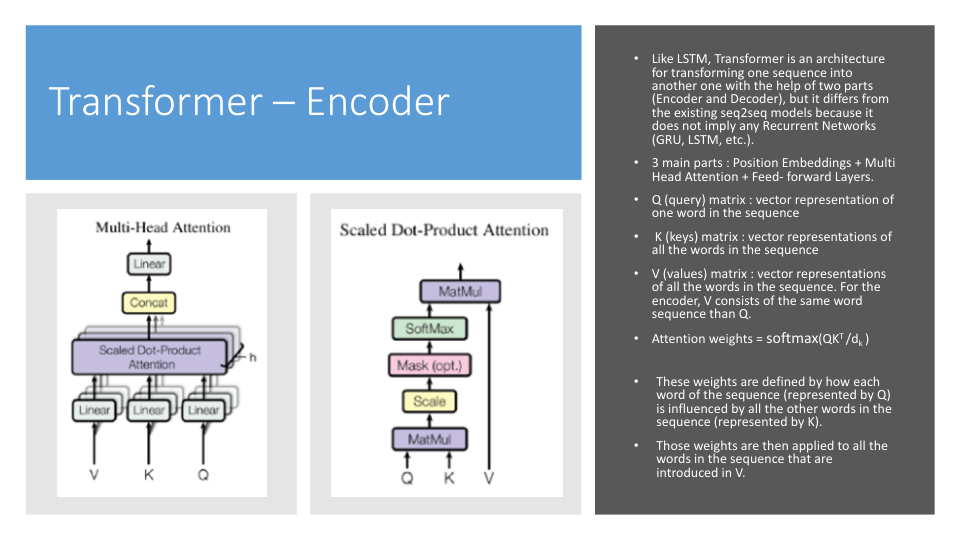 Transformer – Encoder
Multi-Head Attention
Linear
Concat
Scaled Dot-Product
Attention
h
Linear Linear Linear
V K Q
Scaled Dot-Product Attention
MatMul
SoftMax
Mask (opt.)
Scale
MatMul
Q K V
• Like LSTM, Transformer is an architecture
for transforming one sequence into
another one with the help of two parts
(Encoder and Decoder), but it differs from
the existing seq2seq models because it
does not imply any Recurrent Networks
(GRU, LSTM, etc.).
• 3 main parts : Position Embeddings + Multi
Head Attention + Feed- forward Layers.
• Q (query) matrix : vector representation of
one word in the sequence
• K (keys) matrix : vector representations of
all the words in the sequence
• V (values) matrix : vector representations
of all the words in the sequence. For the
encoder, V consists of the same word
sequence than Q.
• Attention weights = softmax(QKᵀ/dₖ )
• These weights are defined by how each
word of the sequence (represented by Q)
is influenced by all the other words in the
sequence (represented by K).
• Those weights are then applied to all the
words in the sequence that are
introduced in V.